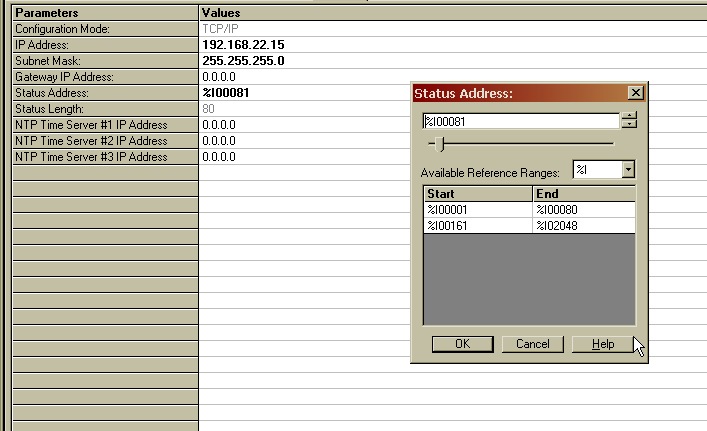 Parameters Values
Configuration Mode: TCP/IP
IP Address: 192.168.22.15
Subnet Mask: 255.255.255.0
Gateway IP Address: 0.0.0.0
Status Address: %I00081
Status Length: 80
NTP Time Server #1 IP Address 0.0.0.0
NTP Time Server #2 IP Address 0.0.0.0
NTP Time Server #3 IP Address 0.0.0.0
Status Address:
%I00081
Available Reference Ranges: %I
Start End
%I00001 %I00080
%I00161 %I02048
OK Cancel Help